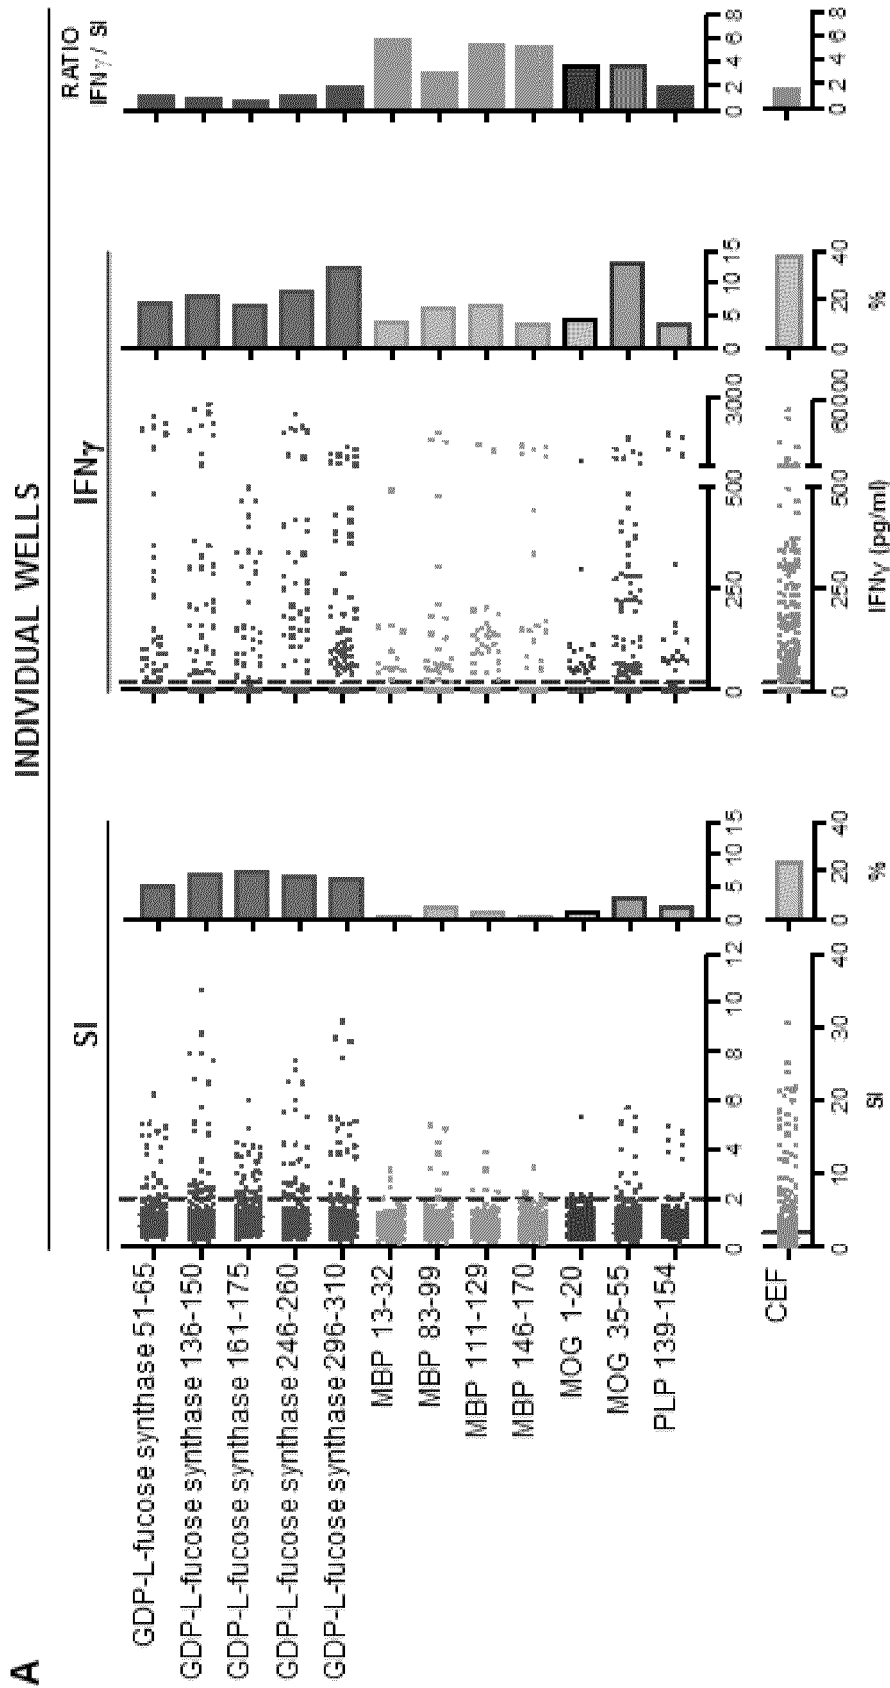 A
INDIVIDUAL WELLS
SI
IFNγ
RATIO
IFNγ / SI
GDP-L-fucose synthase 51-65
GDP-L-fucose synthase 136-150
GDP-L-fucose synthase 161-175
GDP-L-fucose synthase 246-260
GDP-L-fucose synthase 296-310
MBP 13-32
MBP 83-99
MBP 111-129
MBP 146-170
MOG 1-20
MOG 35-55
PLP 139-154
0 2 4 6 8 10 12
0 5 10 15
0 250 500 3000
0 5 10 15
0 2 4 6 8
CEF
0 10 20 30 40
0 20 40
0 250 500 60000
0 20 40
0 2 4 6 8
SI
%
IFNγ (pg/ml)
%